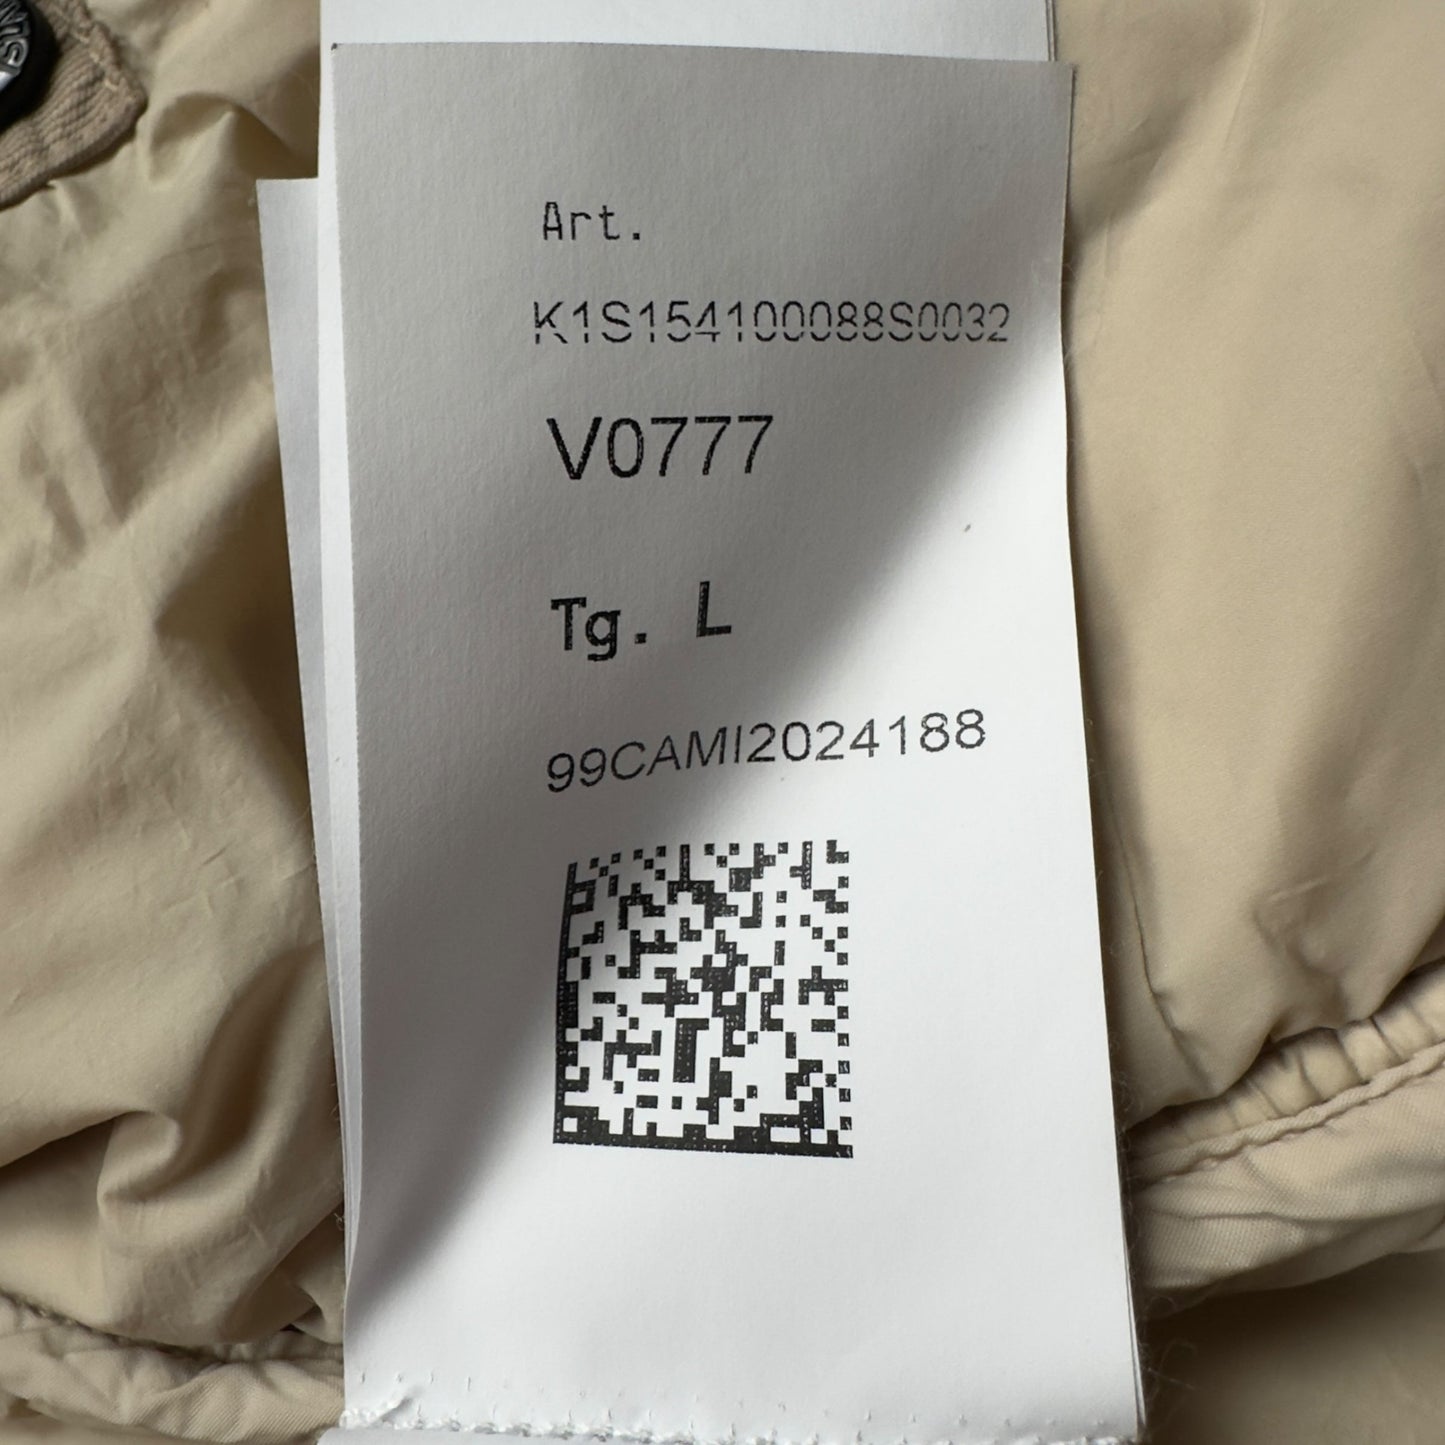 Art.
K1S154100088S0032
V0777
Tg. L
99CAMI2024188